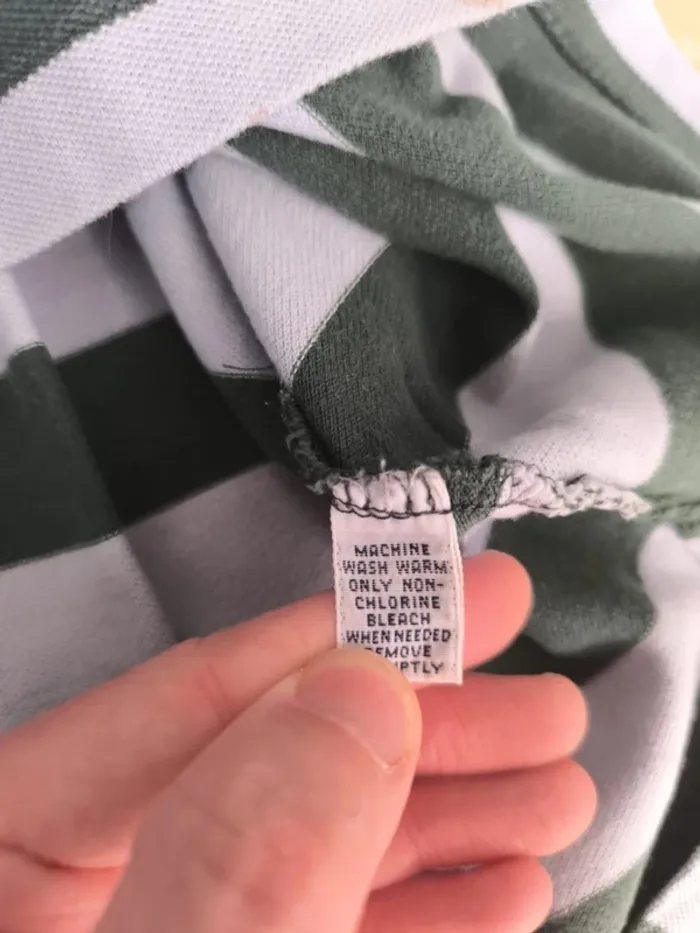 MACHINE
WASH WARM
ONLY NON-
CHLORINE
BLEACH
WHEN NEEDED